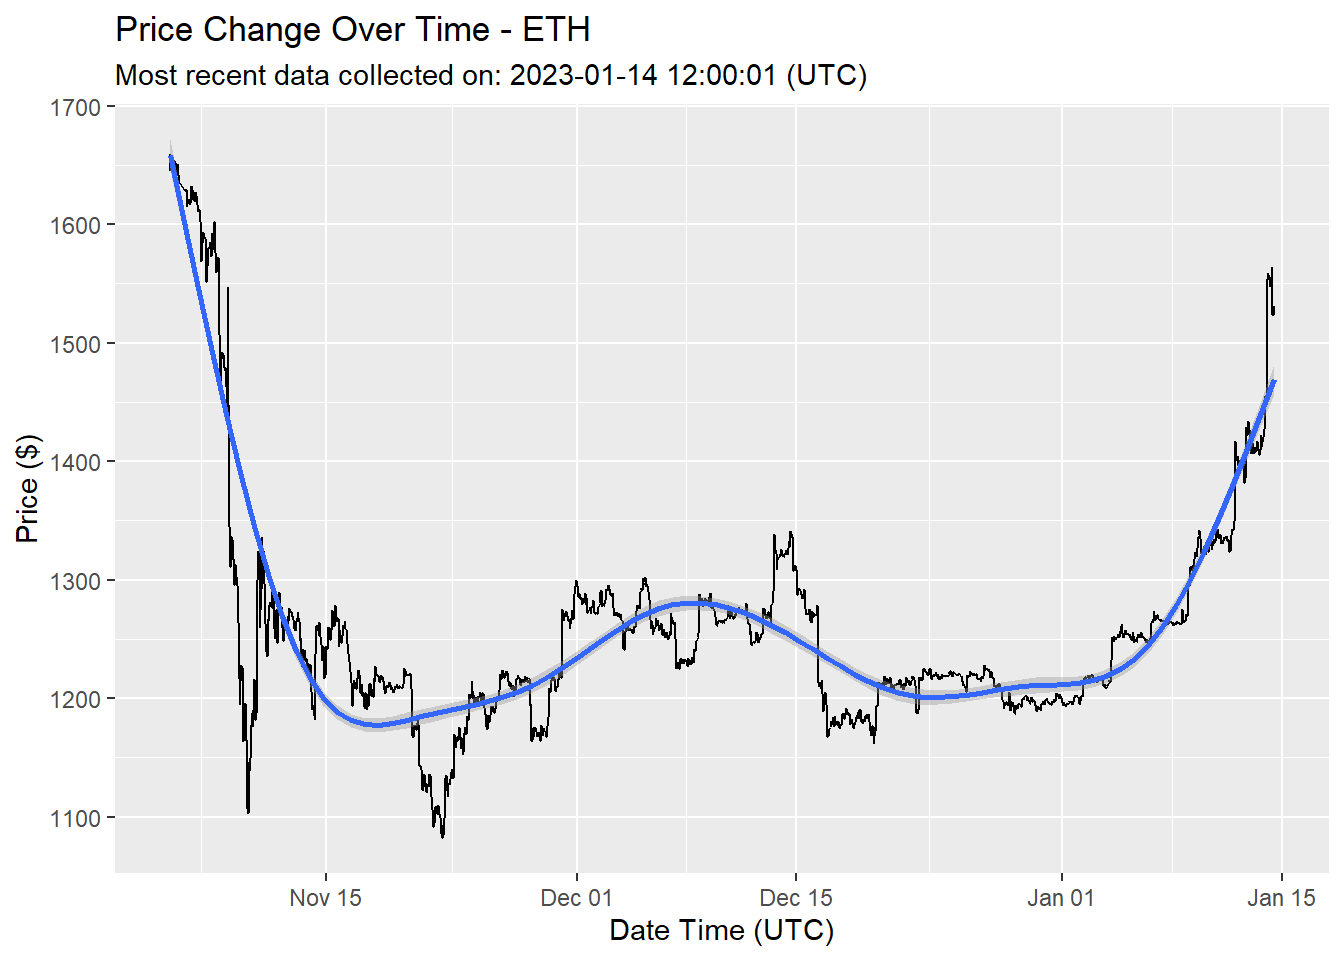 Price Change Over Time - ETH
Most recent data collected on: 2023-01-14 12:00:01 (UTC)
1700
1600
1500
1400
1300
1200
1100
Price ($)
Nov 15
Dec 01
Dec 15
Jan 01
Jan 15
Date Time (UTC)